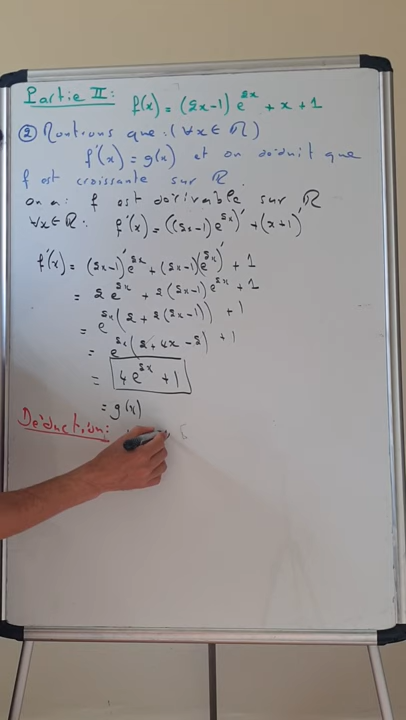 Partie II: f(x) = (2x-1) e^{2x} + x + 1
② Montrons que: (∀x ∈ ℝ)
f'(x) = g(x) et on déduit que
f est croissante sur ℝ.
on a: f est dérivable sur ℝ
∀x ∈ ℝ: f'(x) = ((2x-1) e^{2x})' + (x+1)'
f'(x) = (2x-1)' e^{2x} + (2x-1)(e^{2x})' + 1
= 2 e^{2x} + 2(2x-1) e^{2x} + 1
= e^{2x} (2 + 2(2x-1)) + 1
= e^{2x} (2 + 4x - 2) + 1
= 4 e^{2x} + 1
= g(x)
Déduction: